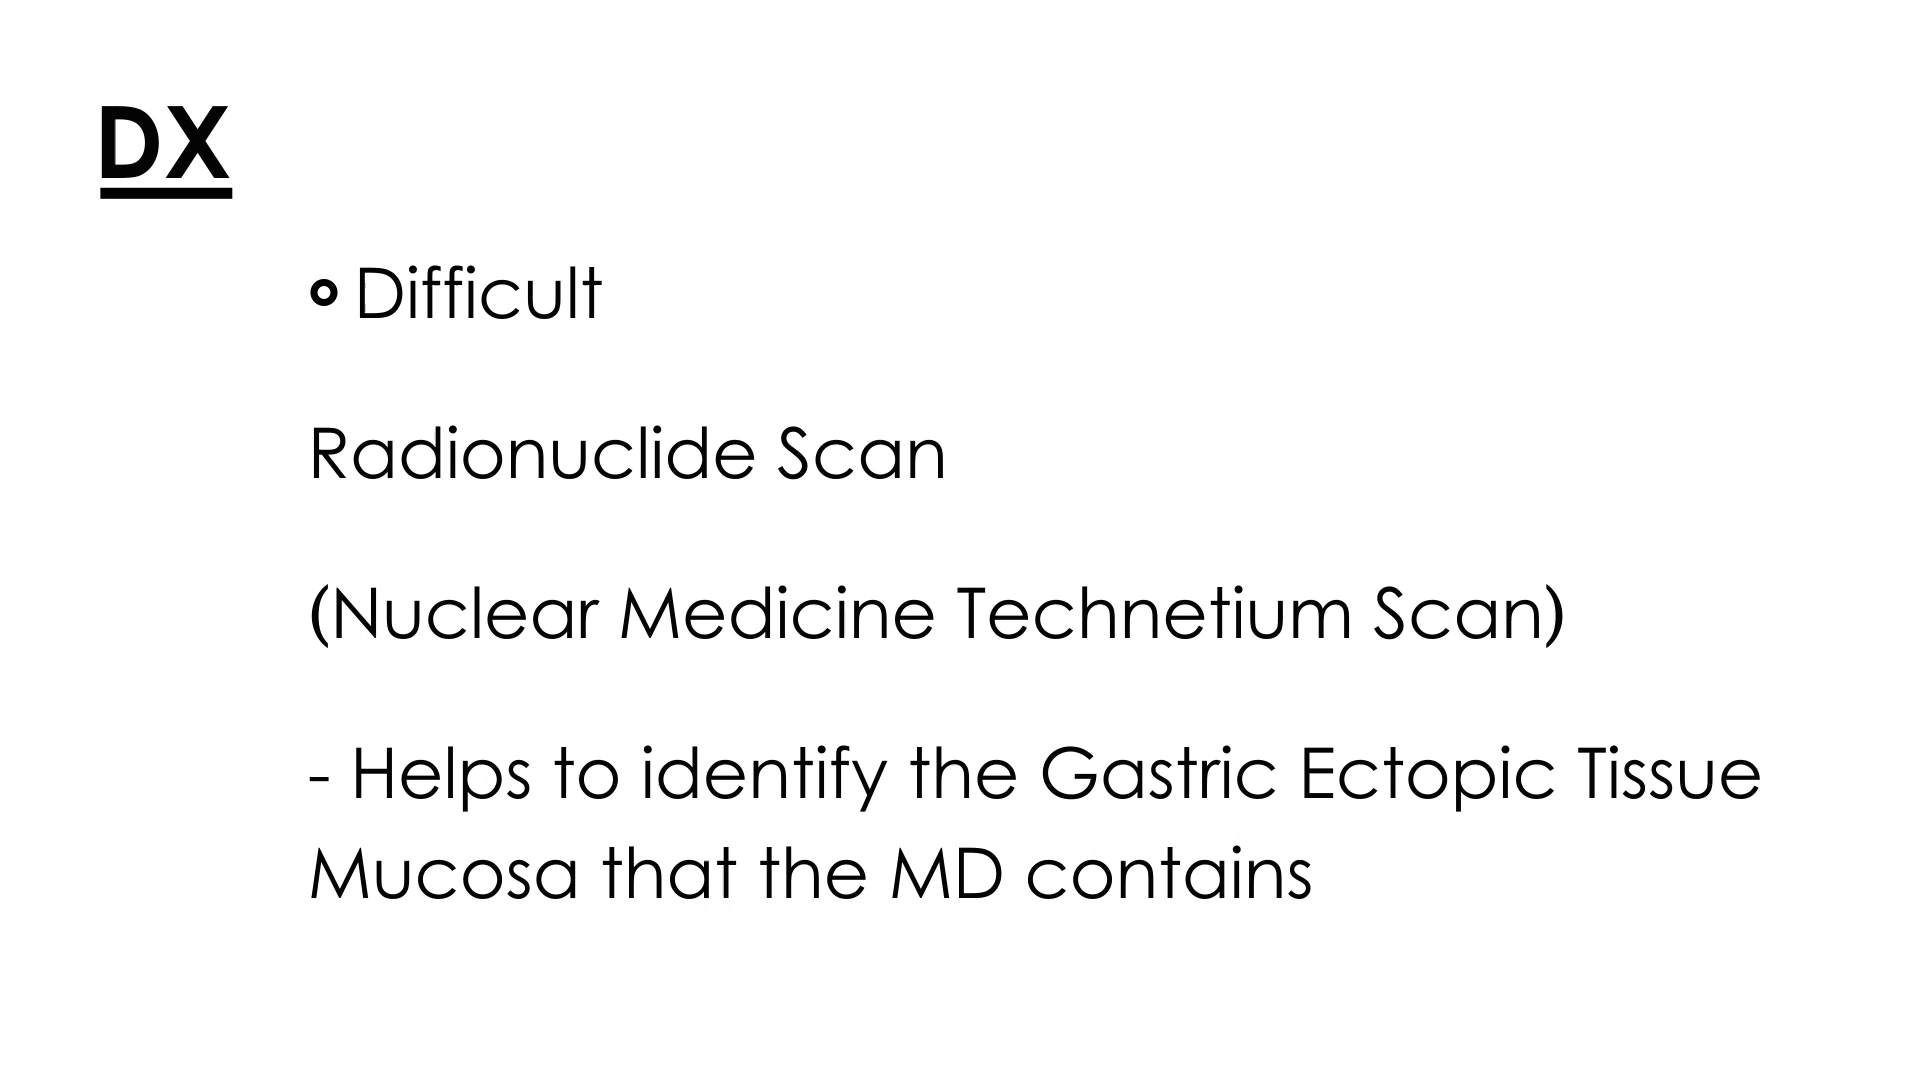 DX
Difficult
Radionuclide Scan
(Nuclear Medicine Technetium Scan)
- Helps to identify the Gastric Ectopic Tissue
Mucosa that the MD contains